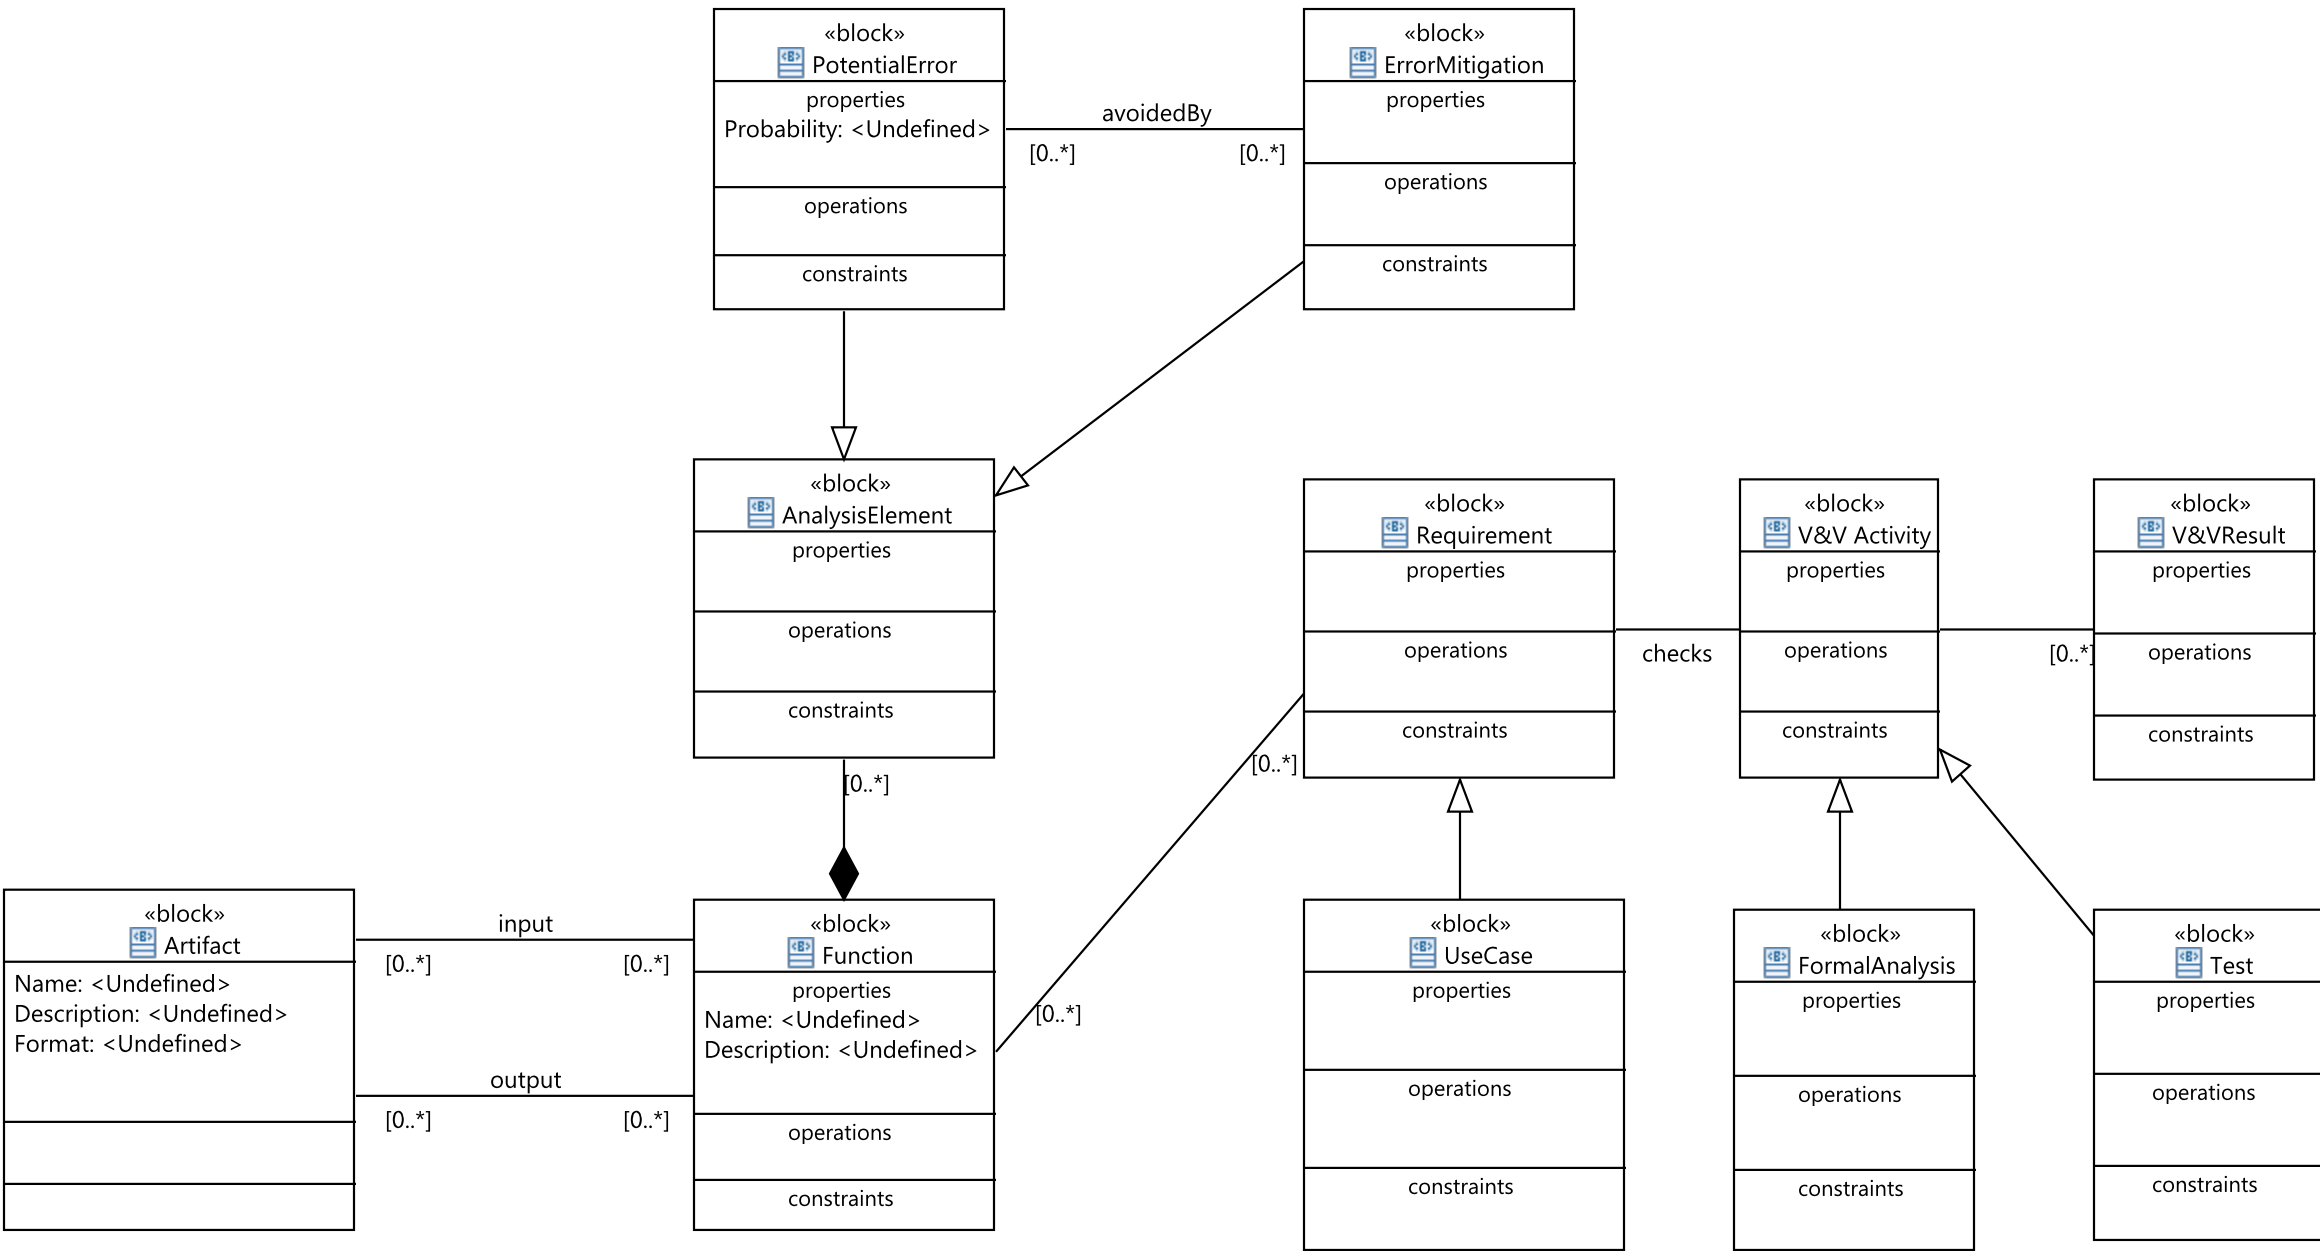 «block»
PotentialError
properties
Probability: <Undefined>
operations
constraints
avoidedBy
[0..*]
[0..*]
«block»
ErrorMitigation
properties
operations
constraints
«block»
AnalysisElement
properties
operations
constraints
[0..*]
«block»
Requirement
properties
operations
constraints
[0..*]
checks
«block»
V&V Activity
properties
operations
constraints
[0..*]
«block»
V&VResult
properties
operations
constraints
«block»
Artifact
Name: <Undefined>
Description: <Undefined>
Format: <Undefined>
input
[0..*]
[0..*]
output
[0..*]
[0..*]
«block»
Function
properties
Name: <Undefined>
Description: <Undefined>
operations
constraints
[0..*]
«block»
UseCase
properties
operations
constraints
«block»
FormalAnalysis
properties
operations
constraints
«block»
Test
properties
operations
constraints